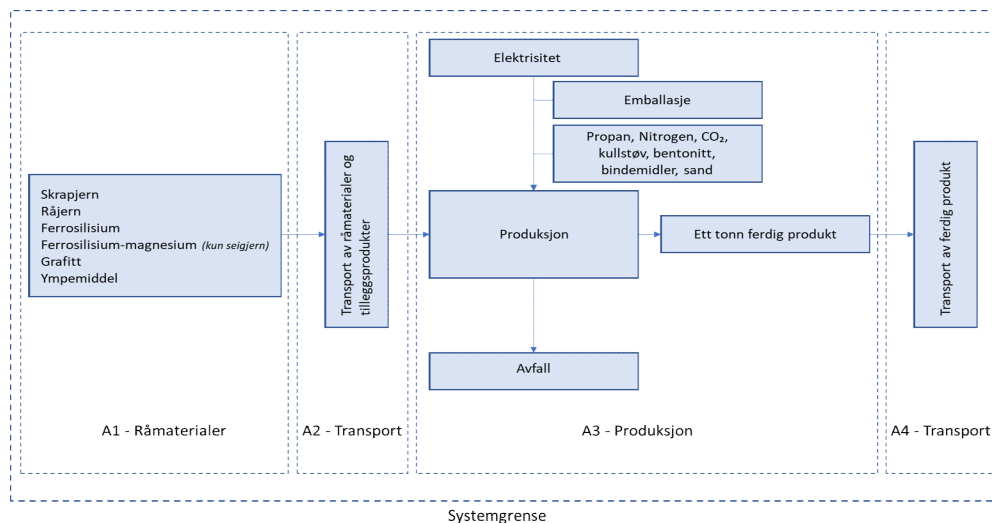 Skrapjern
Råjern
Ferrosilisium
Ferrosilisium-magnesium (kun seigjern)
Grafitt
Ympemiddel
A1 - Råmaterialer
Transport av råmaterialer og
tilleggsprodukter
A2 - Transport
Elektrisitet
Emballasje
Propan, Nitrogen, CO₂,
kullstøv, bentonitt,
bindemidler, sand
Produksjon
Ett tonn ferdig produkt
Avfall
A3 - Produksjon
Transport av ferdig produkt
A4 - Transport
Systemgrense